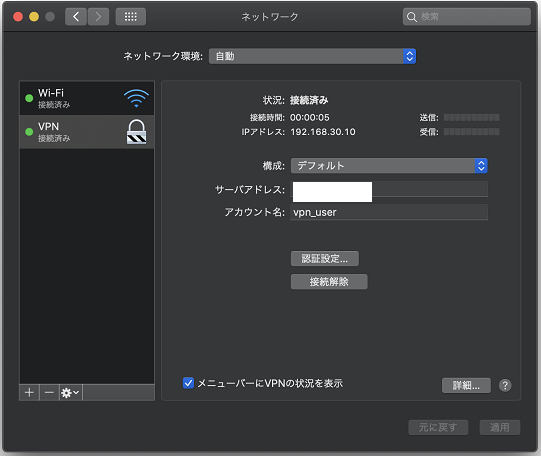 ネットワーク
検索
ネットワーク環境: 自動
Wi-Fi
接続済み
VPN
接続済み
状況: 接続済み
接続時間: 00:00:05 送信:
IPアドレス: 192.168.30.10 受信:
構成: デフォルト
サーバアドレス:
アカウント名: vpn_user
認証設定...
接続解除
メニューバーにVPNの状況を表示
詳細... ?
元に戻す 適用